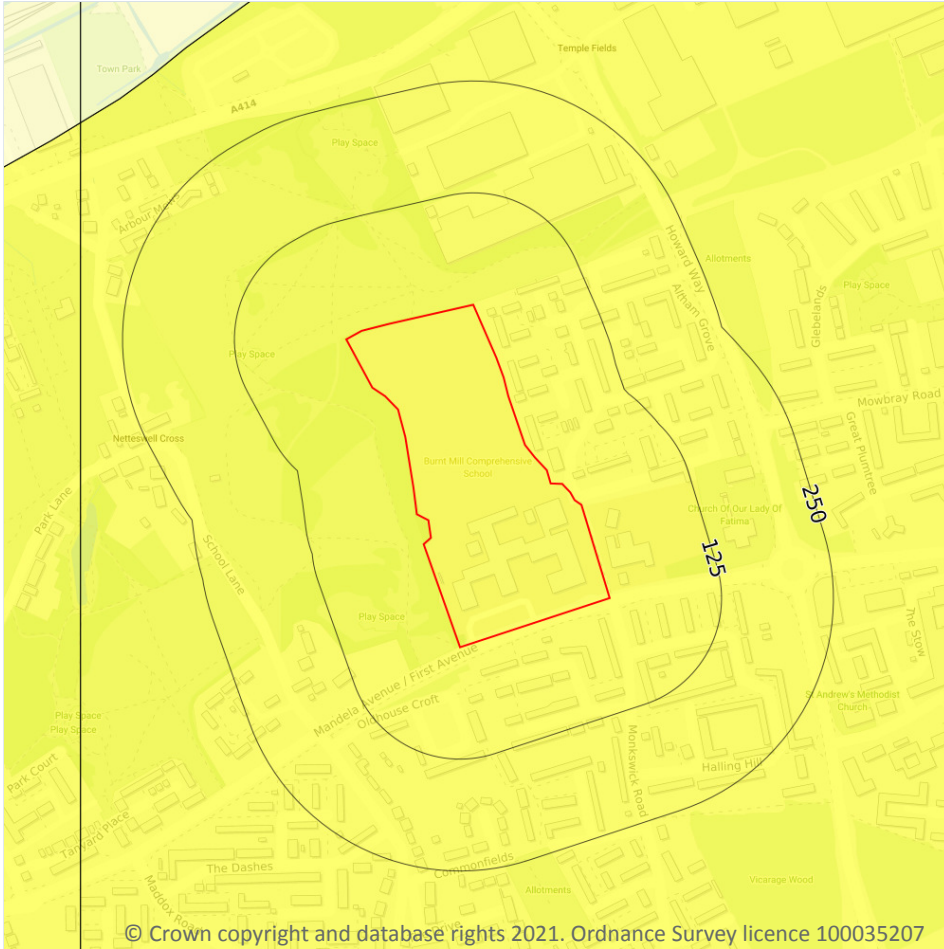 Temple Fields
Town Park
A414
Play Space
Arbour Mews
Howard Way
Allotments
Altham Grove
Play Space
Glebelands
Play Space
Mowbray Road
Netteswell Cross
Great Plumtree
Burnt Mill Comprehensive
School
Park Lane
250
Church Of Our Lady Of
Fatima
School Lane
125
Play Space
The Stow
Mandela Avenue / First Avenue
Oldhouse Croft
St Andrew's Methodist
Church
Play Space
Play Space
Monkswick Road
Park Court
Halling Hill
Tanyard Place
Commonfields
The Dashes
Maddox Road
Allotments
Vicarage Wood
© Crown copyright and database rights 2021. Ordnance Survey licence 100035207